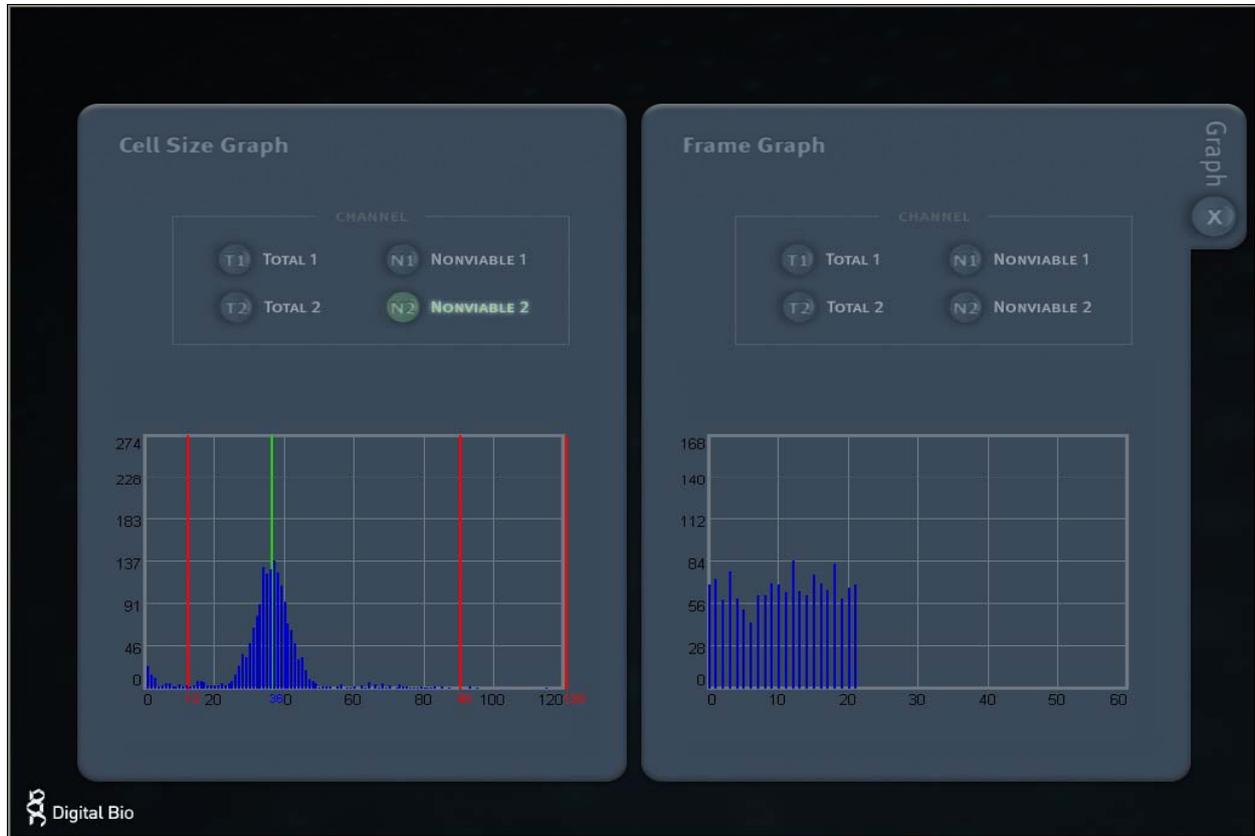 Cell Size Graph
CHANNEL
T1 TOTAL 1
N1 NONVIABLE 1
T2 TOTAL 2
N2 NONVIABLE 2
274
228
183
137
91
46
0
0 20 36 40 60 80 100 120
Frame Graph
CHANNEL
T1 TOTAL 1
N1 NONVIABLE 1
T2 TOTAL 2
N2 NONVIABLE 2
168
140
112
84
56
28
0
0 10 20 30 40 50 60
Graph
X
Digital Bio